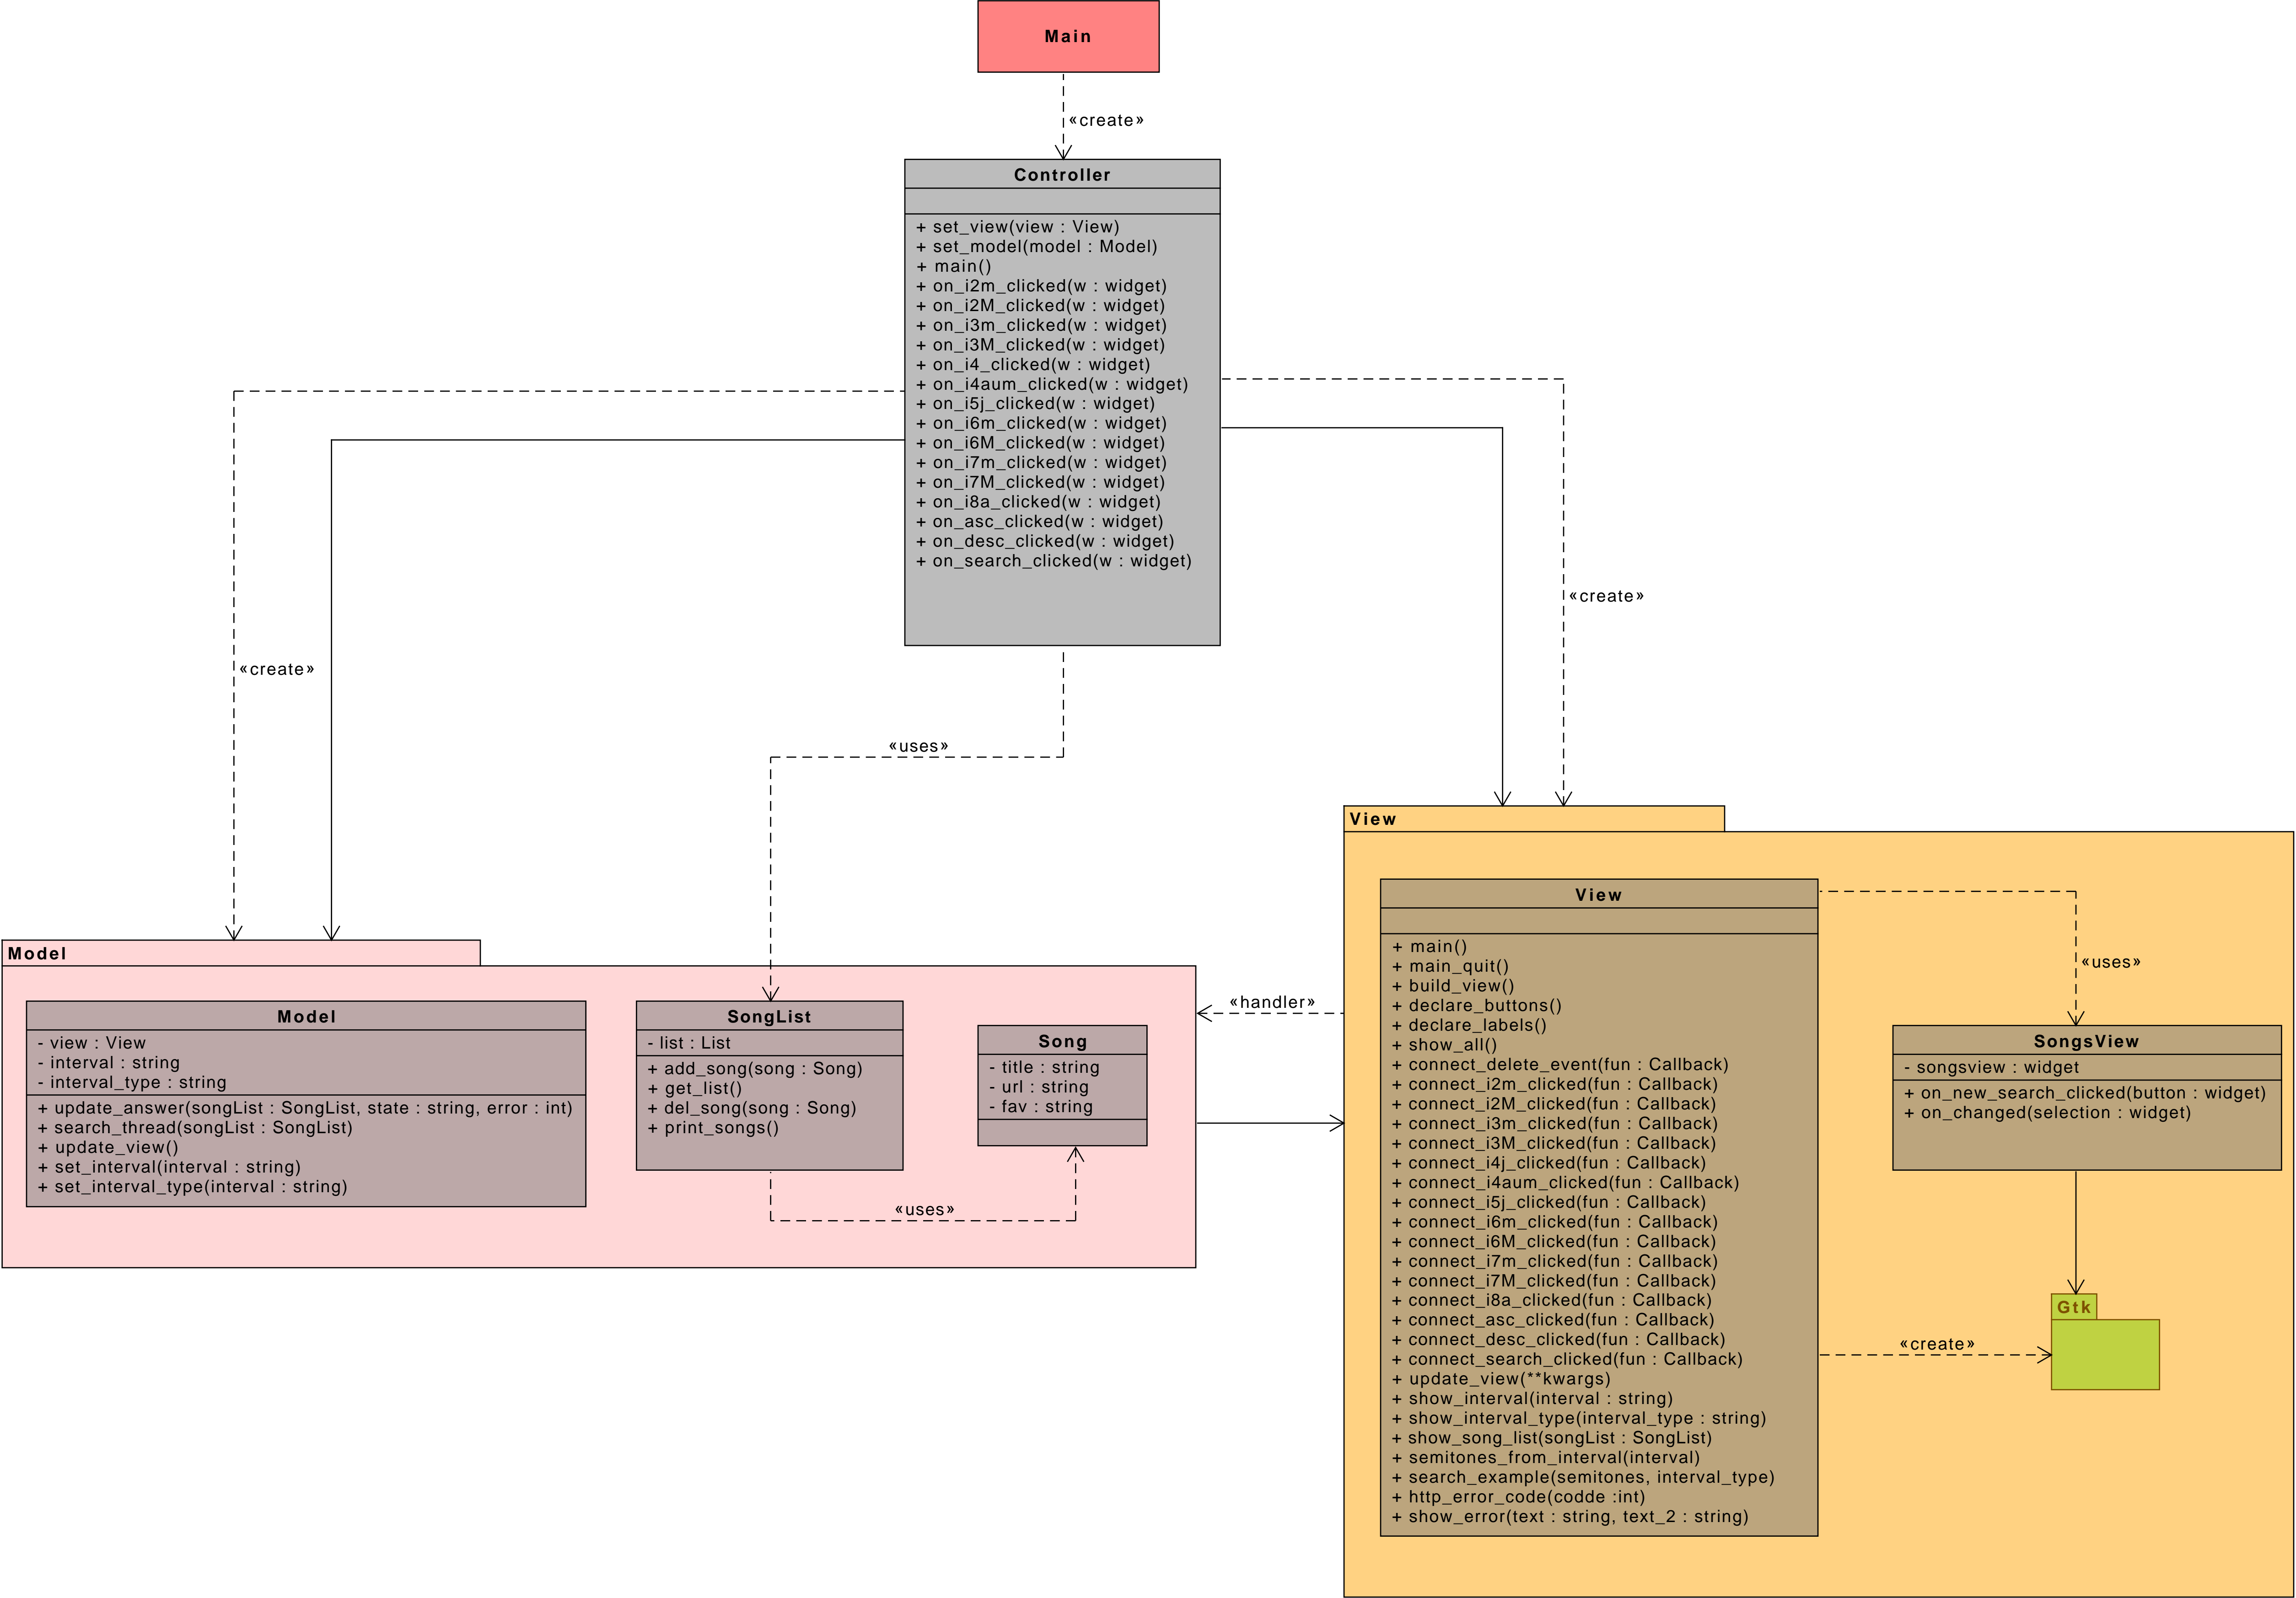 Main
«create»
Controller
+ set_view(view : View)
+ set_model(model : Model)
+ main()
+ on_i2m_clicked(w : widget)
+ on_i2M_clicked(w : widget)
+ on_i3m_clicked(w : widget)
+ on_i3M_clicked(w : widget)
+ on_i4_clicked(w : widget)
+ on_i4aum_clicked(w : widget)
+ on_i5j_clicked(w : widget)
+ on_i6m_clicked(w : widget)
+ on_i6M_clicked(w : widget)
+ on_i7m_clicked(w : widget)
+ on_i7M_clicked(w : widget)
+ on_i8a_clicked(w : widget)
+ on_asc_clicked(w : widget)
+ on_desc_clicked(w : widget)
+ on_search_clicked(w : widget)
«create»
«create»
«uses»
Model
Model
- view : View
- interval : string
- interval_type : string
+ update_answer(songList : SongList, state : string, error : int)
+ search_thread(songList : SongList)
+ update_view()
+ set_interval(interval : string)
+ set_interval_type(interval : string)
SongList
- list : List
+ add_song(song : Song)
+ get_list()
+ del_song(song : Song)
+ print_songs()
Song
- title : string
- url : string
- fav : string
«uses»
«handler»
View
View
+ main()
+ main_quit()
+ build_view()
+ declare_buttons()
+ declare_labels()
+ show_all()
+ connect_delete_event(fun : Callback)
+ connect_i2m_clicked(fun : Callback)
+ connect_i2M_clicked(fun : Callback)
+ connect_i3m_clicked(fun : Callback)
+ connect_i3M_clicked(fun : Callback)
+ connect_i4j_clicked(fun : Callback)
+ connect_i4aum_clicked(fun : Callback)
+ connect_i5j_clicked(fun : Callback)
+ connect_i6m_clicked(fun : Callback)
+ connect_i6M_clicked(fun : Callback)
+ connect_i7m_clicked(fun : Callback)
+ connect_i7M_clicked(fun : Callback)
+ connect_i8a_clicked(fun : Callback)
+ connect_asc_clicked(fun : Callback)
+ connect_desc_clicked(fun : Callback)
+ connect_search_clicked(fun : Callback)
+ update_view(**kwargs)
+ show_interval(interval : string)
+ show_interval_type(interval_type : string)
+ show_song_list(songList : SongList)
+ semitones_from_interval(interval)
+ search_example(semitones, interval_type)
+ http_error_code(codde :int)
+ show_error(text : string, text_2 : string)
«uses»
SongsView
- songsview : widget
+ on_new_search_clicked(button : widget)
+ on_changed(selection : widget)
Gtk
«create»